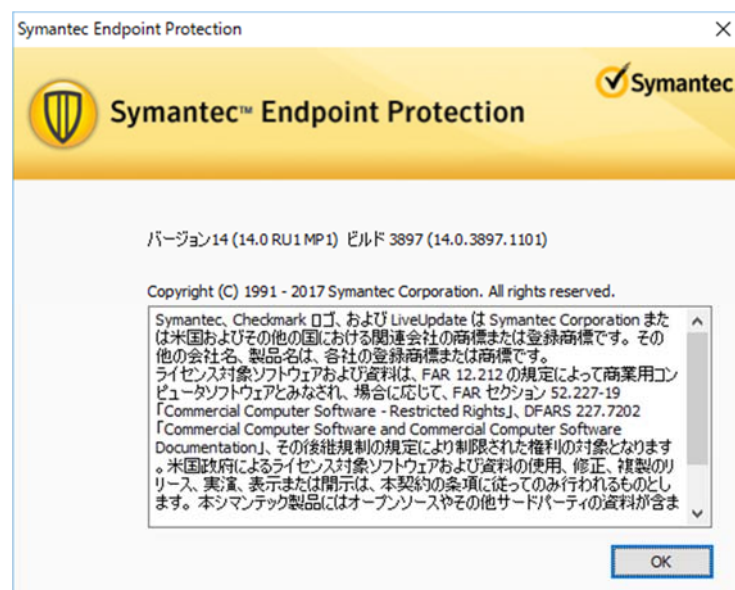 Symantec Endpoint Protection
Symantec
Symantec™ Endpoint Protection
バージョン14 (14.0 RU1 MP1) ビルド 3897 (14.0.3897.1101)
Copyright (C) 1991 - 2017 Symantec Corporation. All rights reserved.
Symantec、Checkmark ロゴ、および LiveUpdate は Symantec Corporation また
は米国およびその他の国における関連会社の商標または登録商標です。その
他の会社名、製品名は、各社の登録商標または商標です。
ライセンス対象ソフトウェアおよび資料は、FAR 12.212 の規定によって商業用コン
ピュータソフトウェアとみなされ、場合に応じて、FAR セクション 52.227-19
「Commercial Computer Software - Restricted Rights」、DFARS 227.7202
「Commercial Computer Software and Commercial Computer Software
Documentation」、その後継規制の規定により制限された権利の対象となります
。米国政府によるライセンス対象ソフトウェアおよび資料の使用、修正、複製のリ
リース、実演、表示または開示は、本契約の条項に従ってのみ行われるものとし
ます。本シマンテック製品にはオープンソースやその他サードパーティの資料が含ま
OK